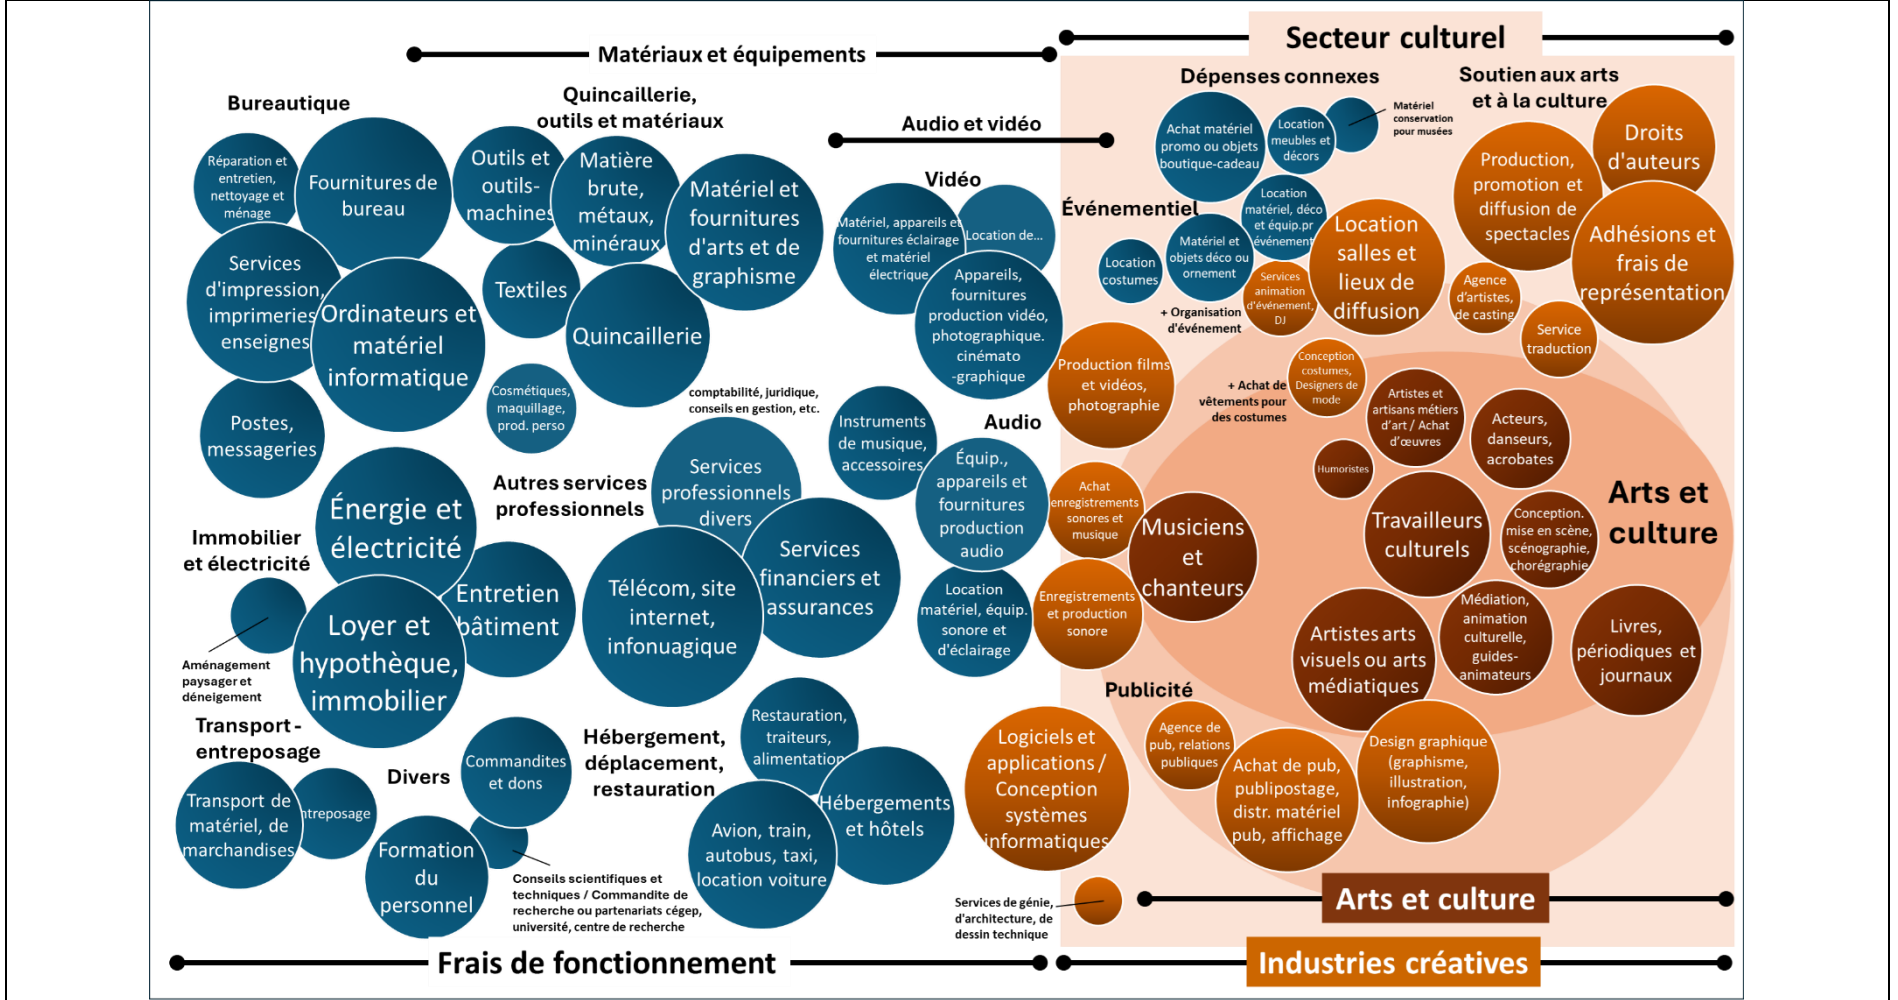 Secteur culturel
Matériaux et équipements
Bureautique
Quincaillerie,
outils et matériaux
Audio et vidéo
Dépenses connexes
Soutien aux arts
et à la culture
Réparation et
entretien,
nettoyage et
ménage
Fournitures de
bureau
Outils et
outils-
machines
Matière
brute,
métaux,
minéraux
Matériel et
fournitures
d'arts et de
graphisme
Services
d'impression,
imprimeries
enseignes
Ordinateurs et
matériel
informatique
Textiles
Quincaillerie
Postes,
messageries
Cosmétiques,
maquillage,
prod. perso
Vidéo
Matériel, appareils et
fournitures éclairage
et matériel
électrique
Location de...
Appareils,
fournitures
production vidéo,
photographique.
cinémato
-graphique
Événementiel
Achat matériel
promo ou objets
boutique-cadeau
Location
meubles et
décors
Matériel
conservation
pour musées
Location
matériel, déco
et équip.pr
événement
Matériel et
objets déco ou
ornement
Location
costumes
Services
animation
d'événement,
DJ
+ Organisation
d'événement
Location
salles et
lieux de
diffusion
Production,
promotion et
diffusion de
spectacles
Droits
d'auteurs
Adhésions et
frais de
représentation
Agence
d'artistes,
de casting
Service
traduction
Production films
et vidéos,
photographie
Conception
costumes,
Designers de
mode
+ Achat de
vêtements pour
des costumes
Artistes et
artisans métiers
d'art / Achat
d'œuvres
Acteurs,
danseurs,
acrobates
Humoristes
Travailleurs
culturels
Conception.
mise en scène,
scénographie,
chorégraphie
Arts et
culture
Musiciens
et
chanteurs
Artistes arts
visuels ou arts
médiatiques
Médiation,
animation
culturelle,
guides-
animateurs
Livres,
périodiques et
journaux
Audio
Instruments
de musique,
accessoires
Équip.,
appareils et
fournitures
production
audio
Achat
enregistrements
sonores et
musique
Location
matériel, équip.
sonore et
d'éclairage
Enregistrements
et production
sonore
comptabilité, juridique,
conseils en gestion, etc.
Autres services
professionnels
Services
professionnels
divers
Services
financiers et
assurances
Télécom, site
internet,
infonuagique
Immobilier
et électricité
Énergie et
électricité
Entretien
bâtiment
Loyer et
hypothèque,
immobilier
Aménagement
paysager et
déneigement
Transport -
entreposage
Transport de
matériel, de
marchandises
ntreposage
Divers
Commandites
et dons
Formation
du
personnel
Conseils scientifiques et
techniques / Commandite de
recherche ou partenariats cégep,
université, centre de recherche
Hébergement,
déplacement,
restauration
Restauration,
traiteurs,
alimentation
Hébergements
et hôtels
Avion, train,
autobus, taxi,
location voiture
Publicité
Logiciels et
applications /
Conception
systèmes
informatiques
Agence de
pub, relations
publiques
Achat de pub,
publipostage,
distr. matériel
pub, affichage
Design graphique
(graphisme,
illustration,
infographie)
Services de génie,
d'architecture, de
dessin technique
Arts et culture
Frais de fonctionnement
Industries créatives